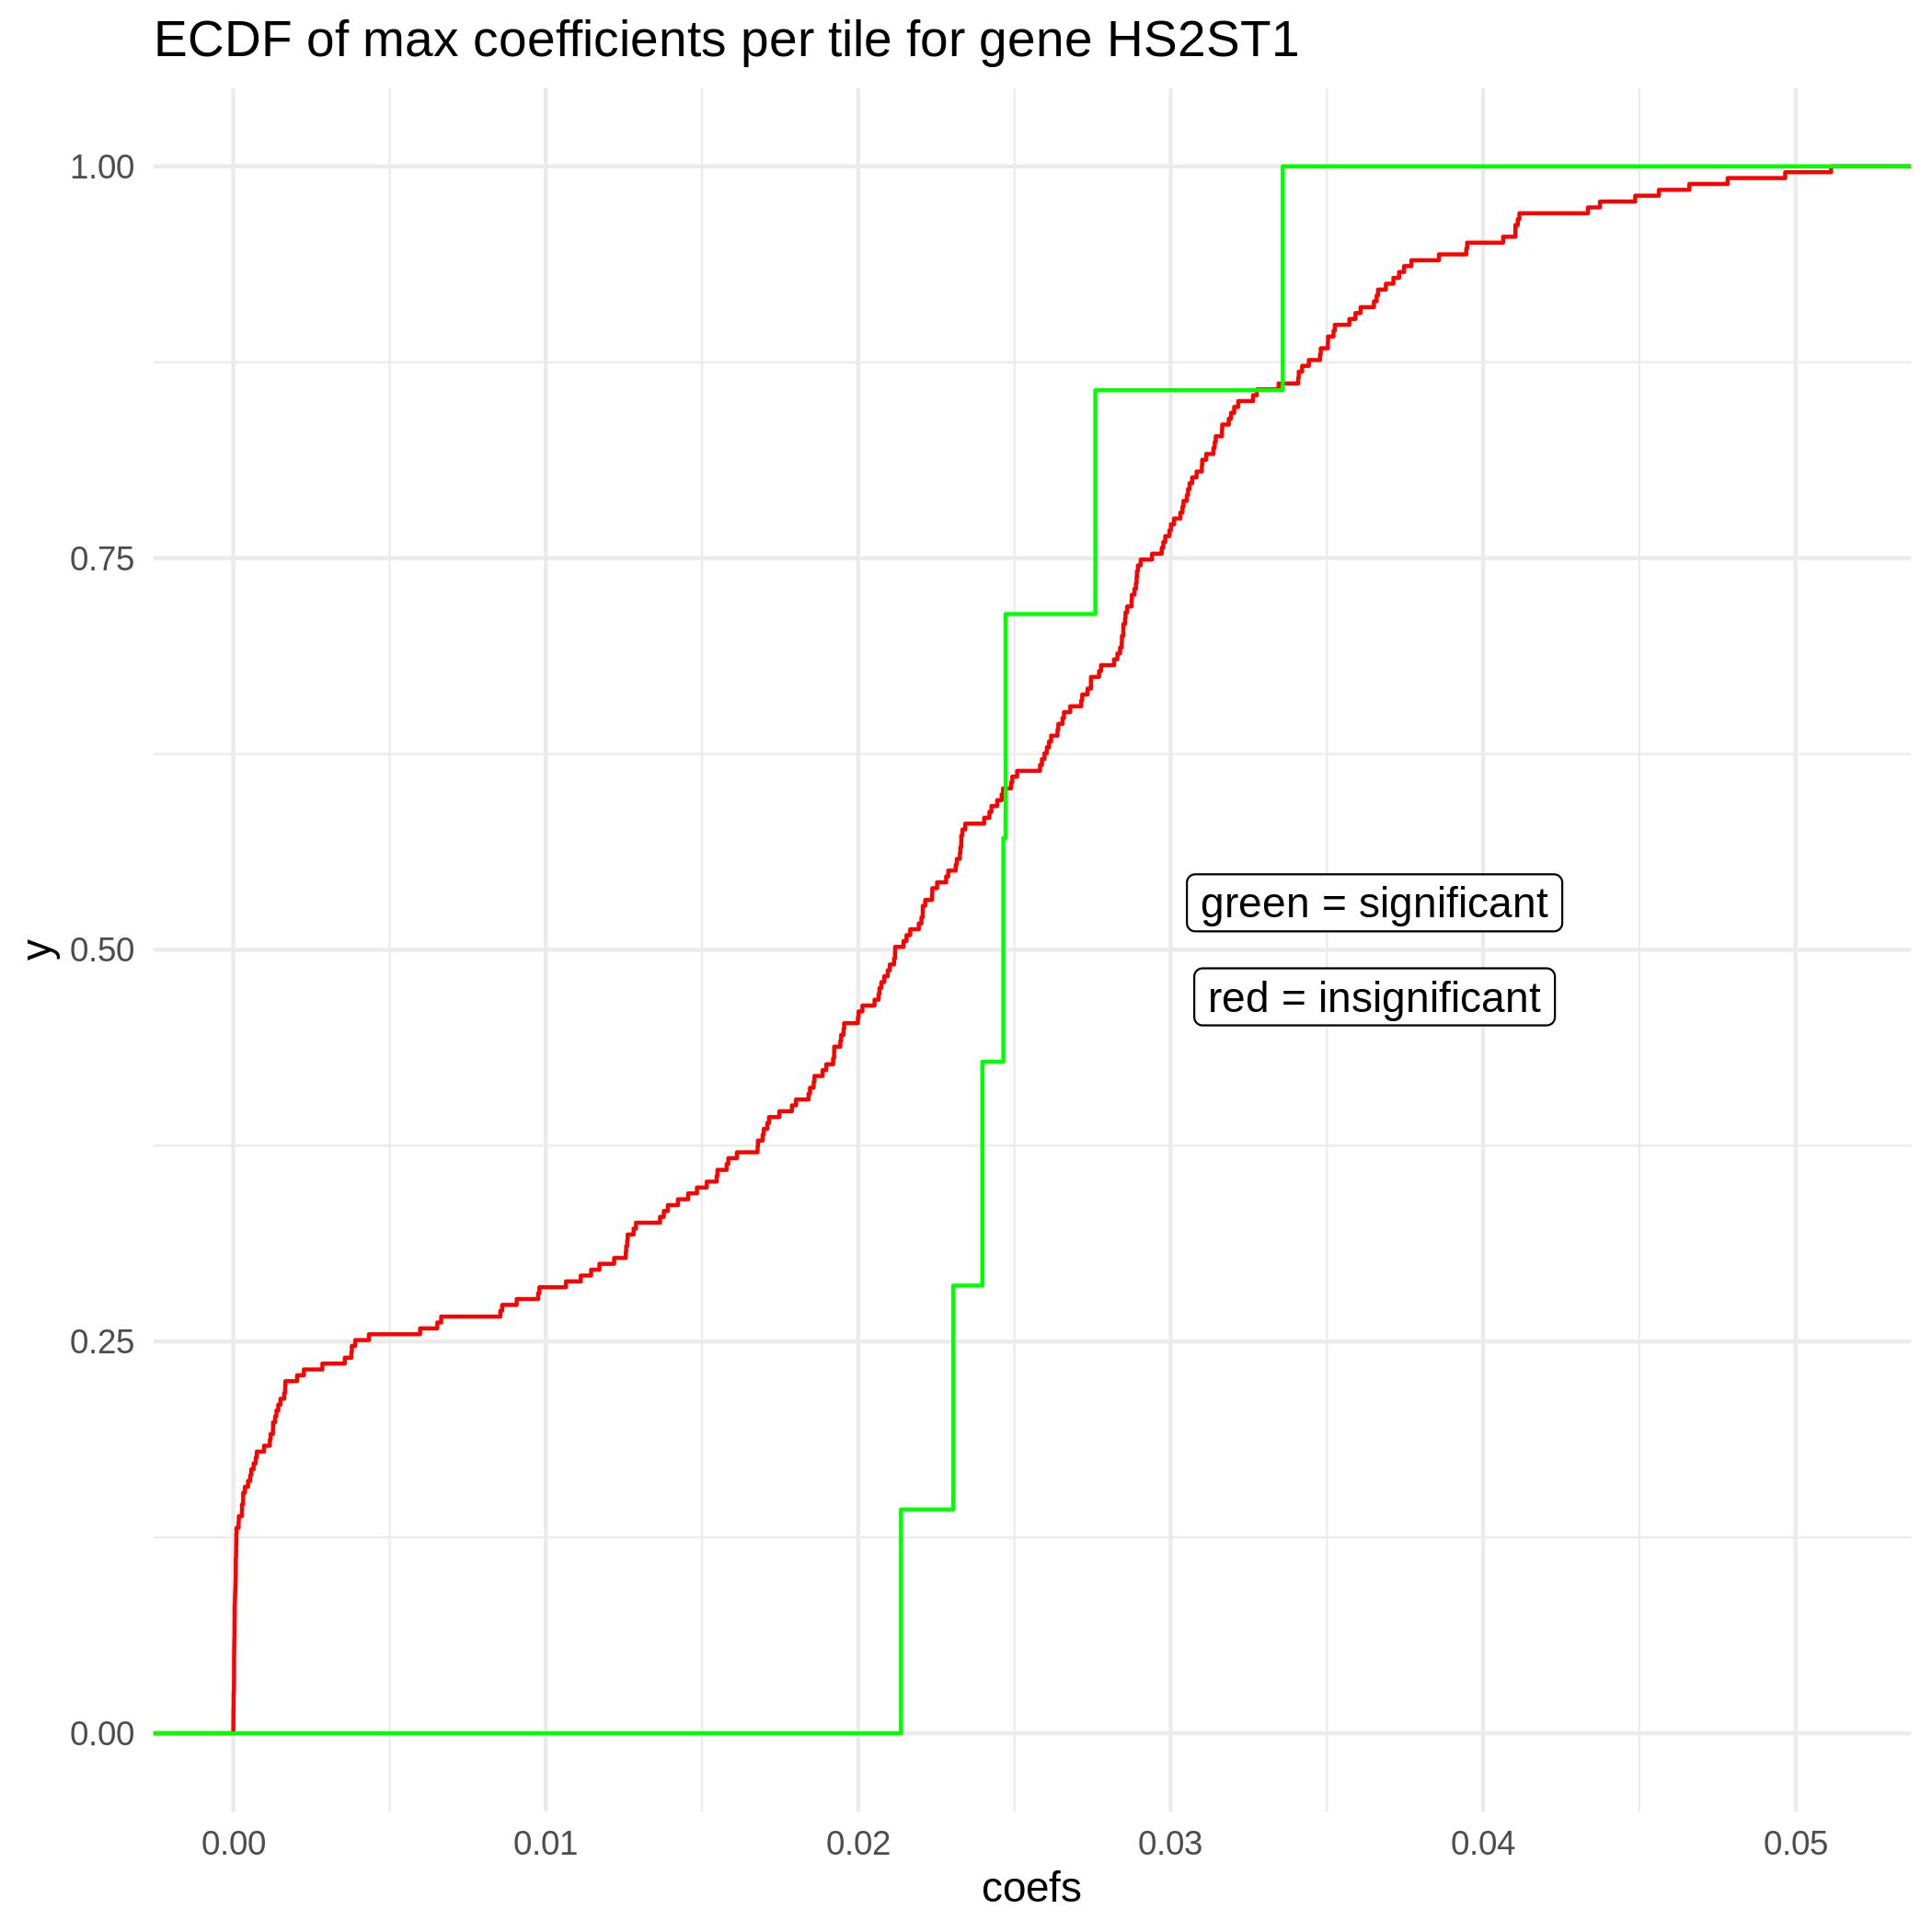 ECDF of max coefficients per tile for gene HS2ST1
1.00
0.75
0.50
0.25
0.00
y
green = significant
red = insignificant
0.00 0.01 0.02 0.03 0.04 0.05
coefs